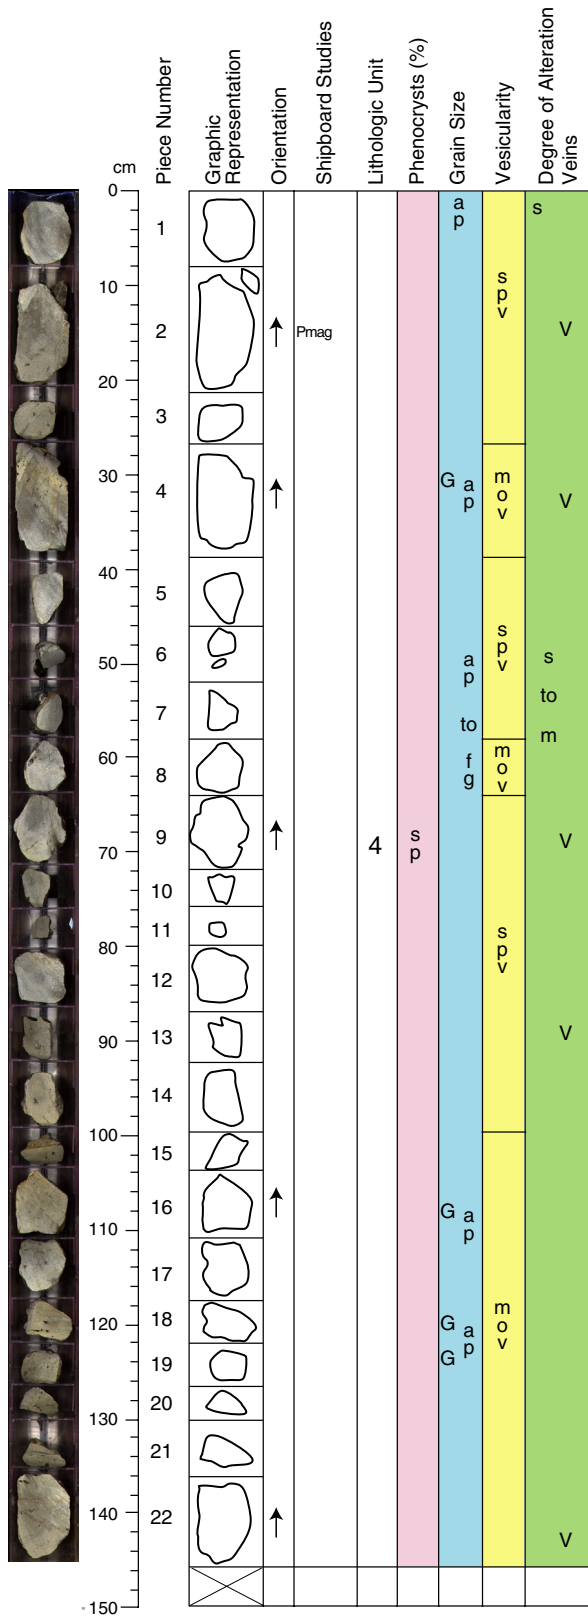 cm
Piece Number
Graphic
Representation
Orientation
Shipboard Studies
Lithologic Unit
Phenocrysts (%)
Grain Size
Vesicularity
Degree of Alteration
Veins
0
a
p
s
1
10
s
p
v
2
Pmag
V
20
3
30
4
G
a
p
m
o
v
V
40
5
50
6
a
p
s
p
v
s
to
m
7
to
60
8
f
g
m
o
v
9
4
s
p
V
70
10
11
80
12
s
p
v
90
13
V
14
100
15
16
G
a
p
110
17
18
120
G
a
p
G
m
o
v
19
20
130
21
140
22
V
150